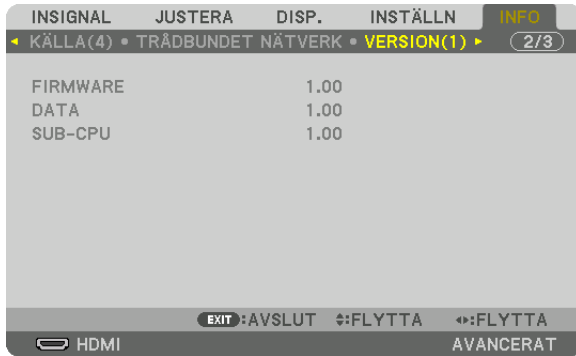 INSIGNAL JUSTERA DISP. INSTÄLLN INFO
◂ KÄLLA(4) • TRÅDBUNDET NÄTVERK • VERSION(1) ▸ 2/3
FIRMWARE 1.00
DATA 1.00
SUB-CPU 1.00
EXIT :AVSLUT ♦:FLYTTA ◂▸:FLYTTA
HDMI AVANCERAT